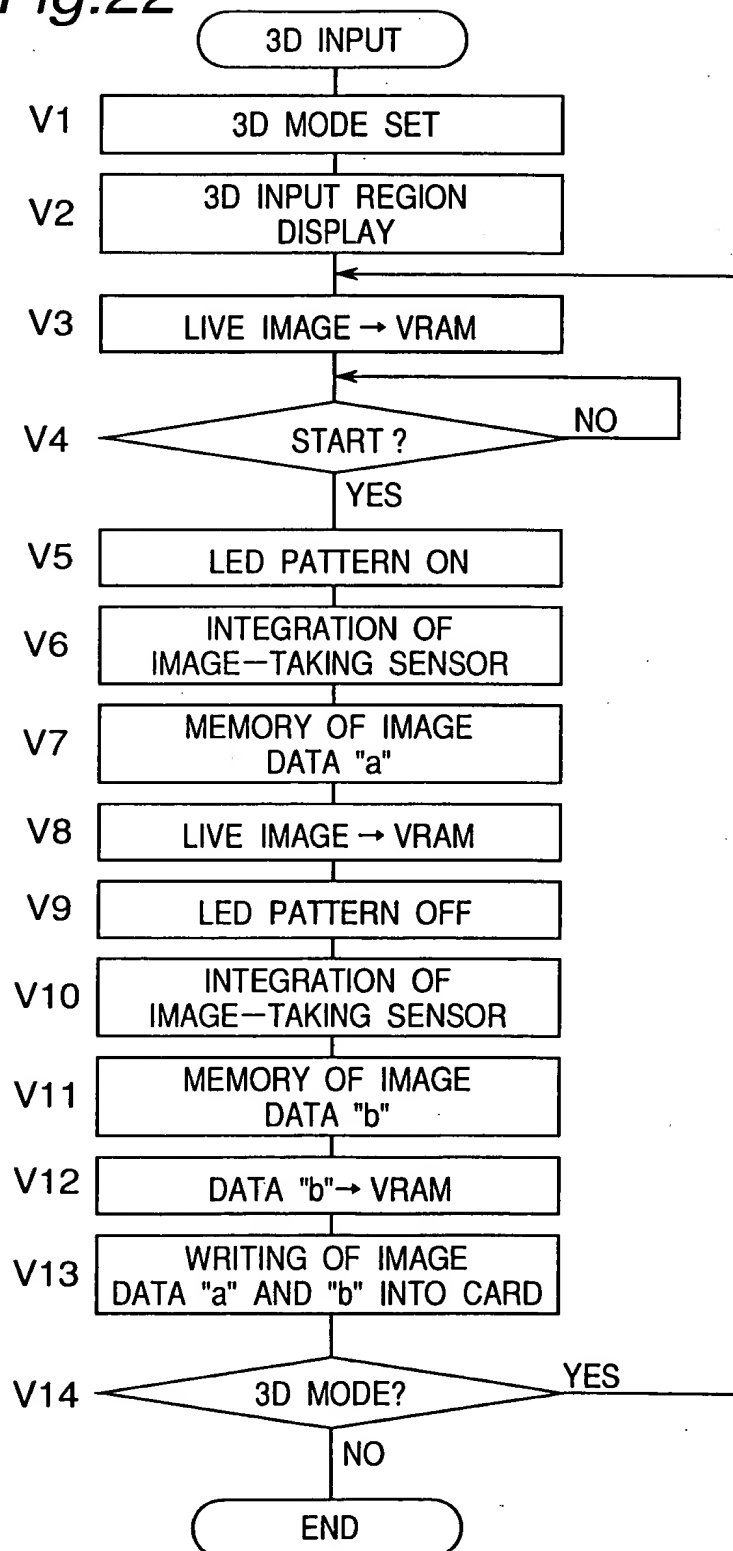 Fig.22
3D INPUT
V1 3D MODE SET
V2 3D INPUT REGION
DISPLAY
V3 LIVE IMAGE → VRAM
V4 START ? NO
YES
V5 LED PATTERN ON
V6 INTEGRATION OF
IMAGE-TAKING SENSOR
V7 MEMORY OF IMAGE
DATA "a"
V8 LIVE IMAGE → VRAM
V9 LED PATTERN OFF
V10 INTEGRATION OF
IMAGE-TAKING SENSOR
V11 MEMORY OF IMAGE
DATA "b"
V12 DATA "b" → VRAM
V13 WRITING OF IMAGE
DATA "a" AND "b" INTO CARD
V14 3D MODE? YES
NO
END